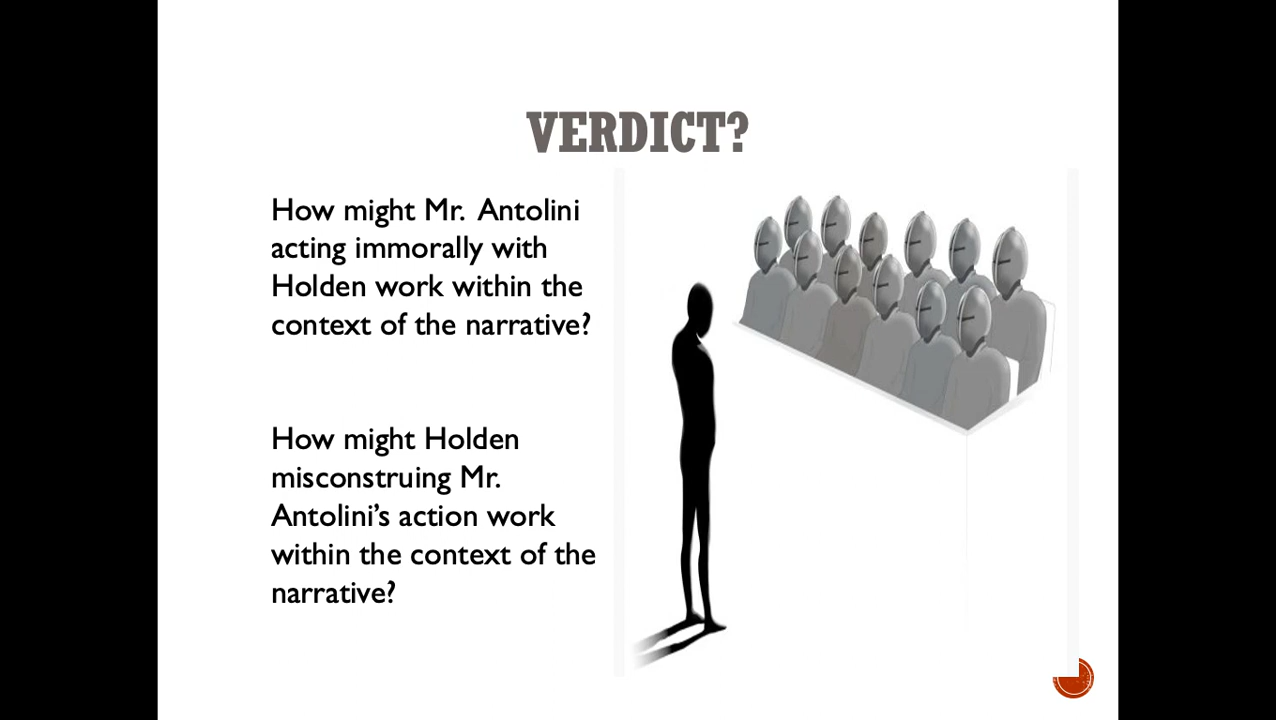 VERDICT?
How might Mr. Antolini
acting immorally with
Holden work within the
context of the narrative?
How might Holden
misconstruing Mr.
Antolini’s action work
within the context of the
narrative?